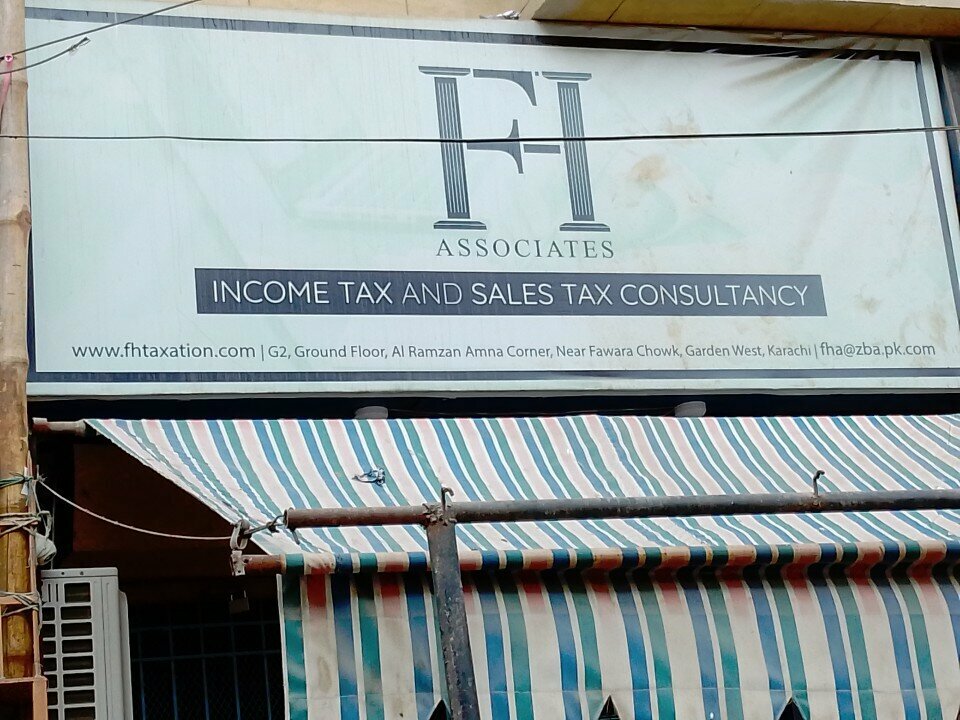 FH
ASSOCIATES
INCOME TAX AND SALES TAX CONSULTANCY
www.fhtaxation.com | G2, Ground Floor, Al Ramzan Amna Corner, Near Fawara Chowk, Garden West, Karachi | fha@zba.pk.com